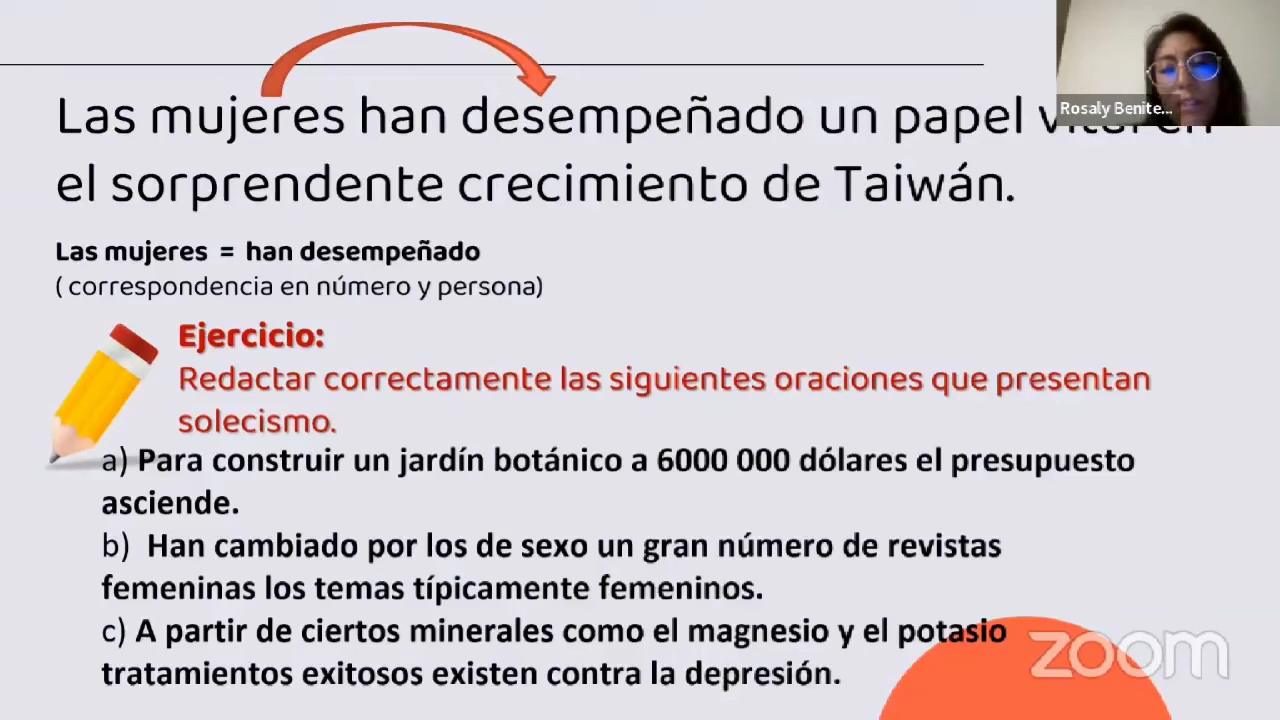 Las mujeres han desempeñado un papel
el sorprendente crecimiento de Taiwán.
Las mujeres = han desempeñado
( correspondencia en número y persona)
Ejercicio:
Redactar correctamente las siguientes oraciones que presentan
solecismo.
a) Para construir un jardín botánico a 6000 000 dólares el presupuesto
asciende.
b) Han cambiado por los de sexo un gran número de revistas
femeninas los temas típicamente femeninos.
c) A partir de ciertos minerales como el magnesio y el potasio
tratamientos exitosos existen contra la depresión.
Rosaly Benite...
zoom